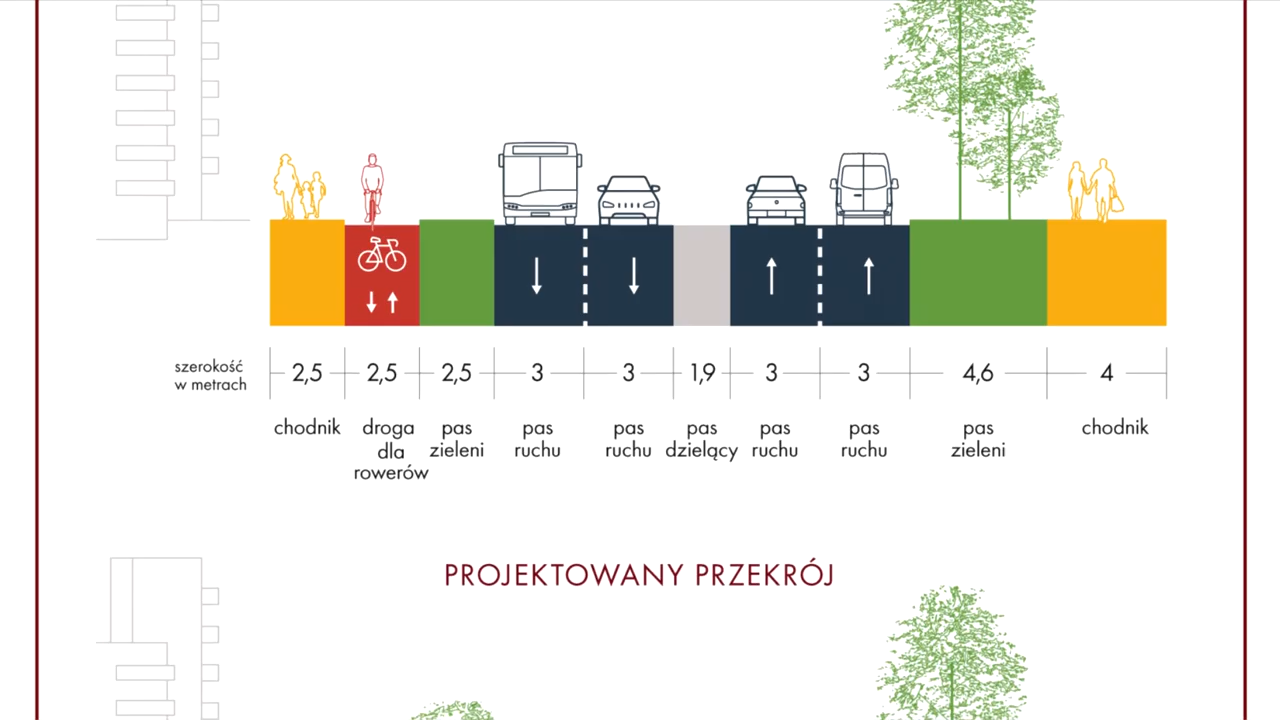 szerokość
w metrach
2,5
2,5
2,5
3
3
1,9
3
3
4,6
4
chodnik
droga
dla
rowerów
pas
zieleni
pas
ruchu
pas
ruchu
pas
dzielący
pas
ruchu
pas
ruchu
pas
zieleni
chodnik
PROJEKTOWANY PRZEKRÓJ